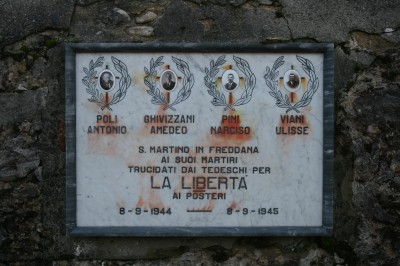 POLI GHIVIZZANI PINI VIANI
ANTONIO AMEDEO NARCISO ULISSE
S. MARTINO IN FREDDANA
AI SUOI MARTIRI
TRUCIDATI DAI TEDESCHI PER
LA LIBERTÀ
AI POSTERI
8-9-1944 — 8-9-1945